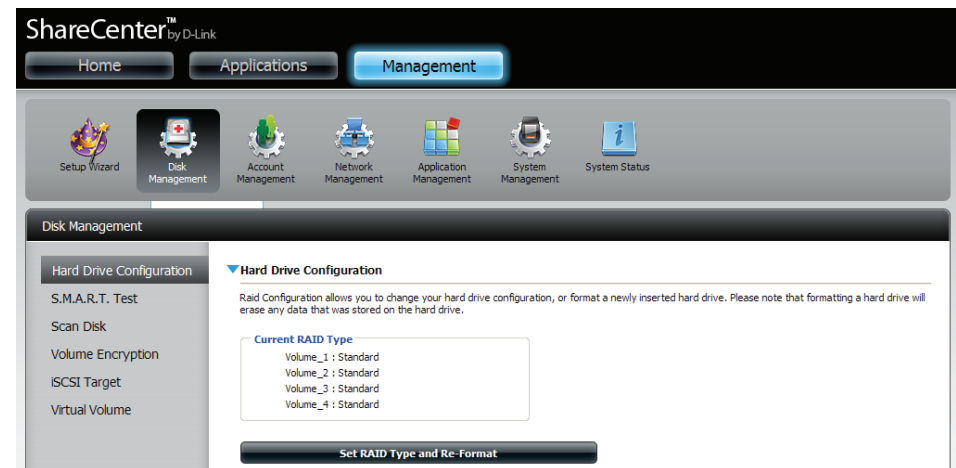 ShareCenter™ by D-Link
Home Applications Management
Setup Wizard
Disk Management
Account Management
Network Management
Application Management
System Management
System Status
Disk Management
Hard Drive Configuration
S.M.A.R.T. Test
Scan Disk
Volume Encryption
iSCSI Target
Virtual Volume
Hard Drive Configuration
Raid Configuration allows you to change your hard drive configuration, or format a newly inserted hard drive. Please note that formatting a hard drive will
erase any data that was stored on the hard drive.
Current RAID Type
Volume_1 : Standard
Volume_2 : Standard
Volume_3 : Standard
Volume_4 : Standard
Set RAID Type and Re-Format